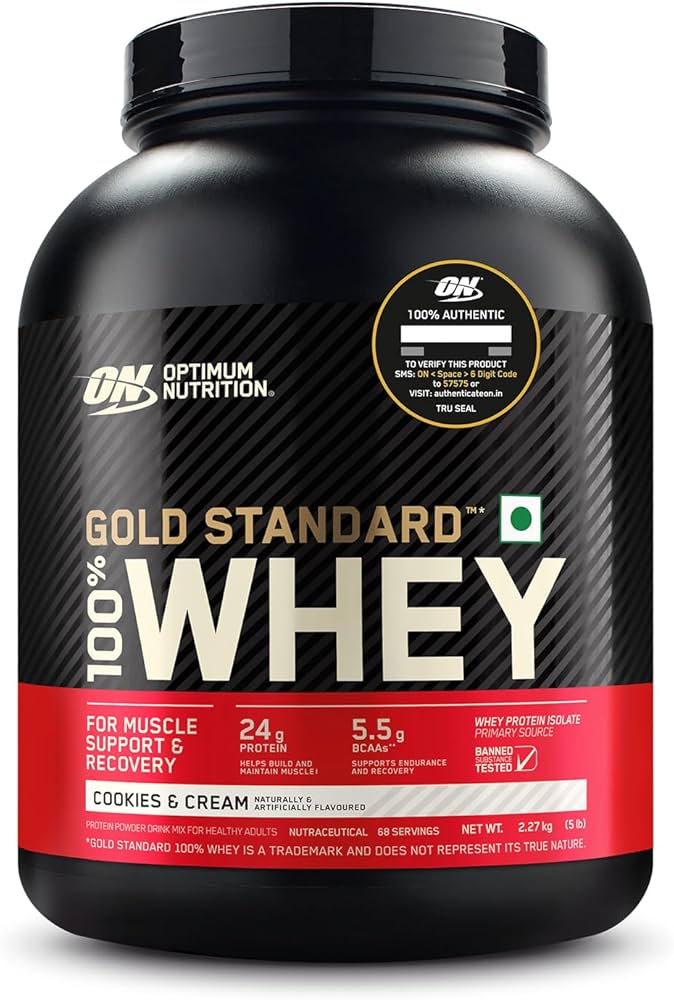 ON
100% AUTHENTIC
TO VERIFY THIS PRODUCT
SMS: ON < Space > 6 Digit Code
to 57575 or
VISIT: authenticateon.in
TRU SEAL
ON OPTIMUM
NUTRITION®
GOLD STANDARD™*
100% WHEY
FOR MUSCLE
SUPPORT &
RECOVERY
24 g
PROTEIN
HELPS BUILD AND
MAINTAIN MUSCLE‡
5.5 g
BCAAs**
SUPPORTS ENDURANCE
AND RECOVERY
WHEY PROTEIN ISOLATE
PRIMARY SOURCE
BANNED
SUBSTANCE
TESTED
COOKIES & CREAM NATURALLY &
ARTIFICIALLY FLAVOURED
PROTEIN POWDER DRINK MIX FOR HEALTHY ADULTS NUTRACEUTICAL 68 SERVINGS NET WT. 2.27 kg (5 lb)
*GOLD STANDARD 100% WHEY IS A TRADEMARK AND DOES NOT REPRESENT ITS TRUE NATURE.